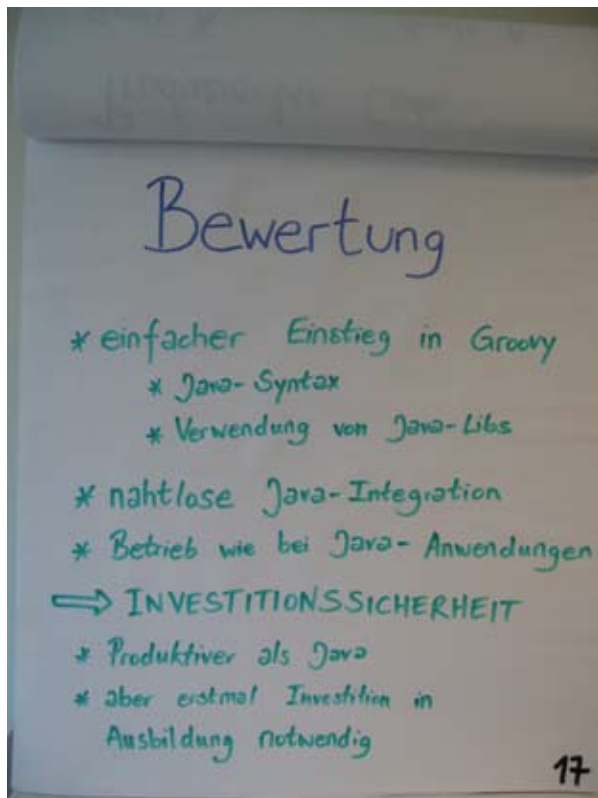 Bewertung
* einfacher Einstieg in Groovy
* Java-Syntax
* Verwendung von Java-Libs
* nahtlose Java-Integration
* Betrieb wie bei Java-Anwendungen
⇒ INVESTITIONSSICHERHEIT
* Produktiver als Java
* aber erstmal Investition in
Ausbildung notwendig
17